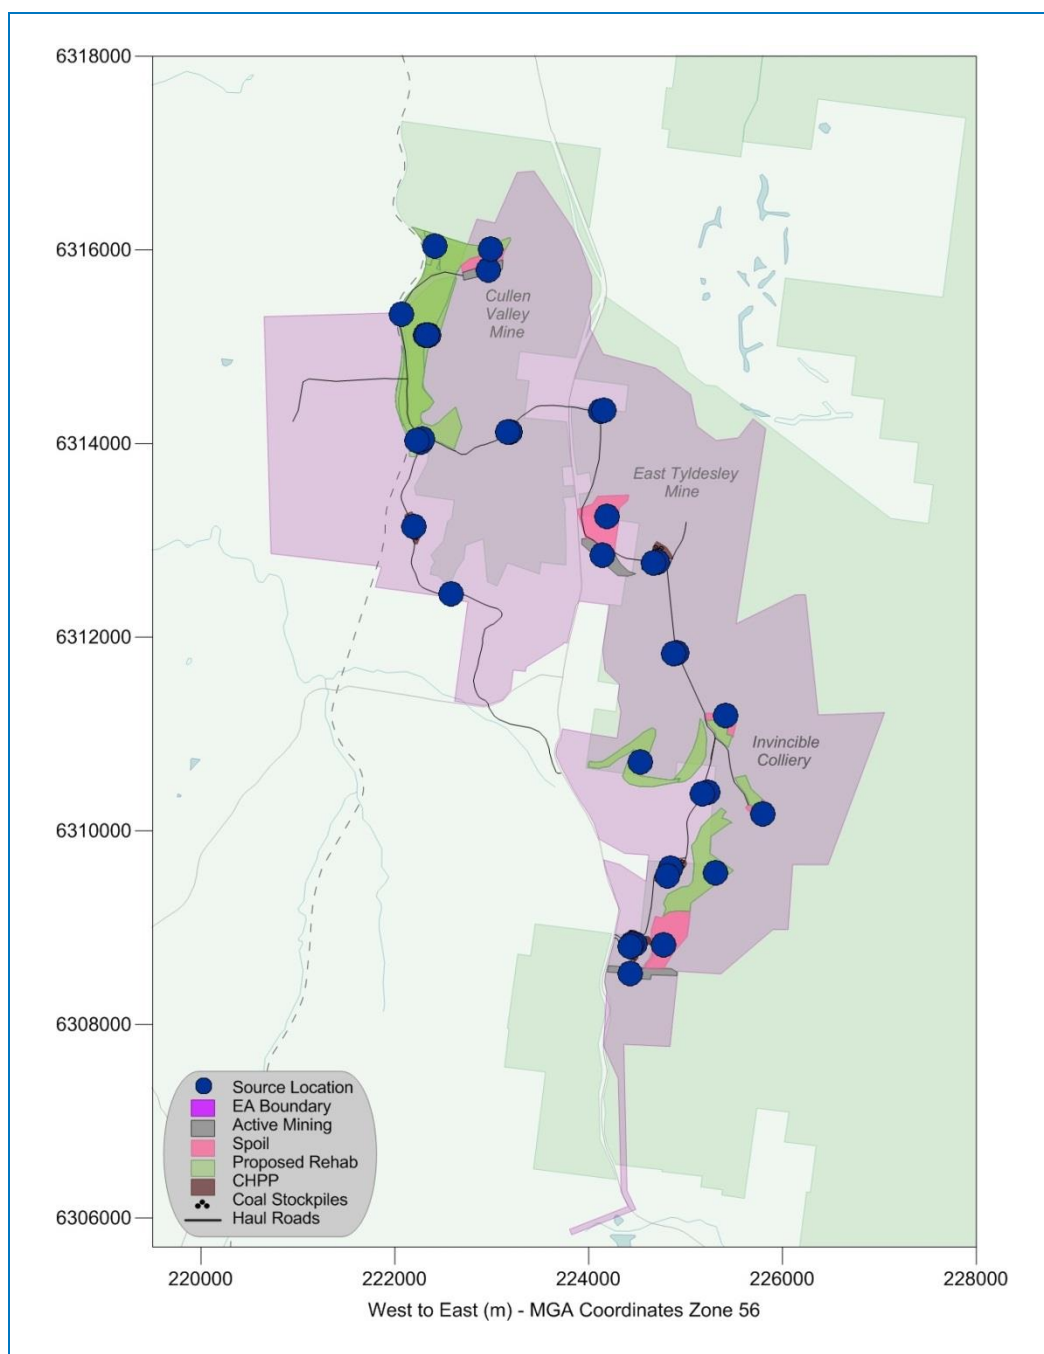 6318000
6316000
6314000
6312000
6310000
6308000
6306000
Cullen
Valley
Mine
East Tyldesley
Mine
Invincible
Colliery
Source Location
EA Boundary
Active Mining
Spoil
Proposed Rehab
CHPP
Coal Stockpiles
Haul Roads
220000
222000
224000
226000
228000
West to East (m) - MGA Coordinates Zone 56